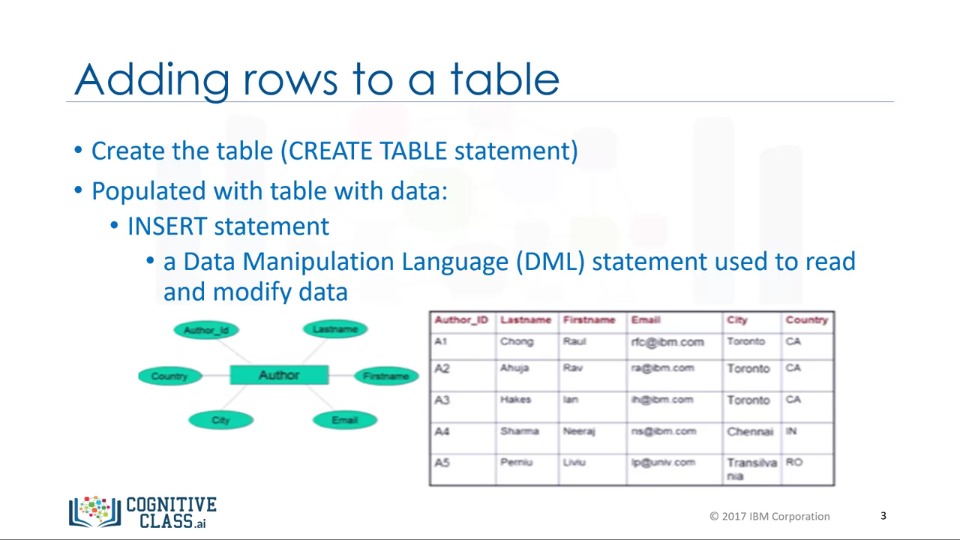 Adding rows to a table
• Create the table (CREATE TABLE statement)
• Populated with table with data:
• INSERT statement
• a Data Manipulation Language (DML) statement used to read
and modify data
Author_Id Lastname
Country Author Firstname
City Email
Author_ID Lastname Firstname Email City Country
A1 Chong Raul rfc@ibm.com Toronto CA
A2 Ahuja Rav ra@ibm.com Toronto CA
A3 Hakes Ian ih@ibm.com Toronto CA
A4 Sharma Neeraj ns@ibm.com Chennai IN
A5 Perniu Liviu lp@univ.com Transilva RO
nia
COGNITIVE
CLASS.ai
© 2017 IBM Corporation 3